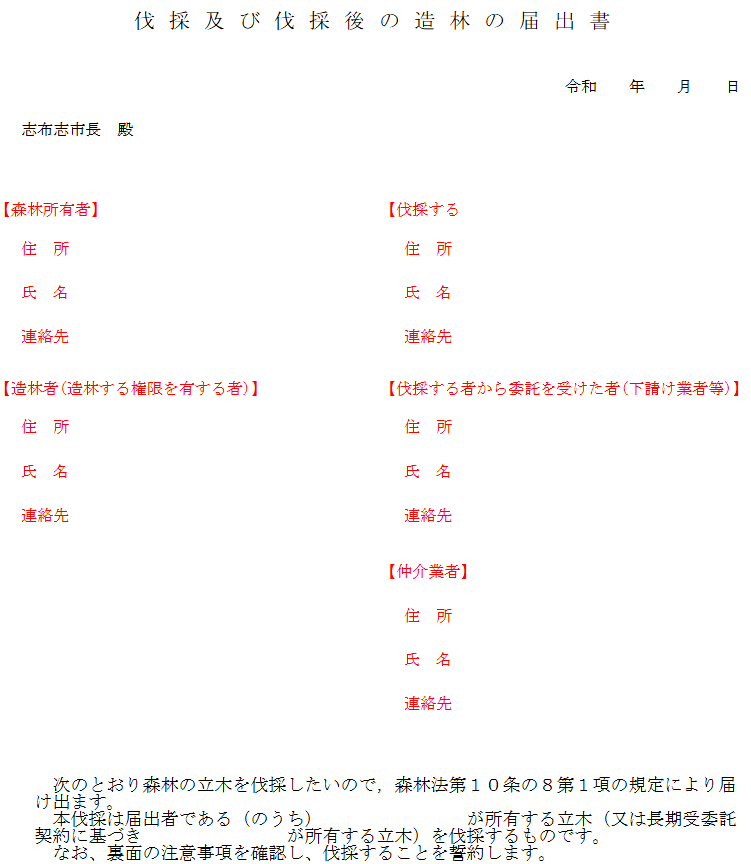 伐 採 及 び 伐 採 後 の 造 林 の 届 出 書
令和　　年　　月　　日
志布志市長　殿
【森林所有者】
住　所
氏　名
連絡先
【伐採する
住　所
氏　名
連絡先
【造林者(造林する権限を有する者)】
住　所
氏　名
連絡先
【伐採する者から委託を受けた者(下請け業者等)】
住　所
氏　名
連絡先
【仲介業者】
住　所
氏　名
連絡先
次のとおり森林の立木を伐採したいので，森林法第１０条の８第１項の規定により届
け出ます。
本伐採は届出者である（のうち）　　　　　　　　　が所有する立木（又は長期受委託
契約に基づき　　　　　　　　が所有する立木）を伐採するものです。
なお、裏面の注意事項を確認し、伐採することを誓約します。